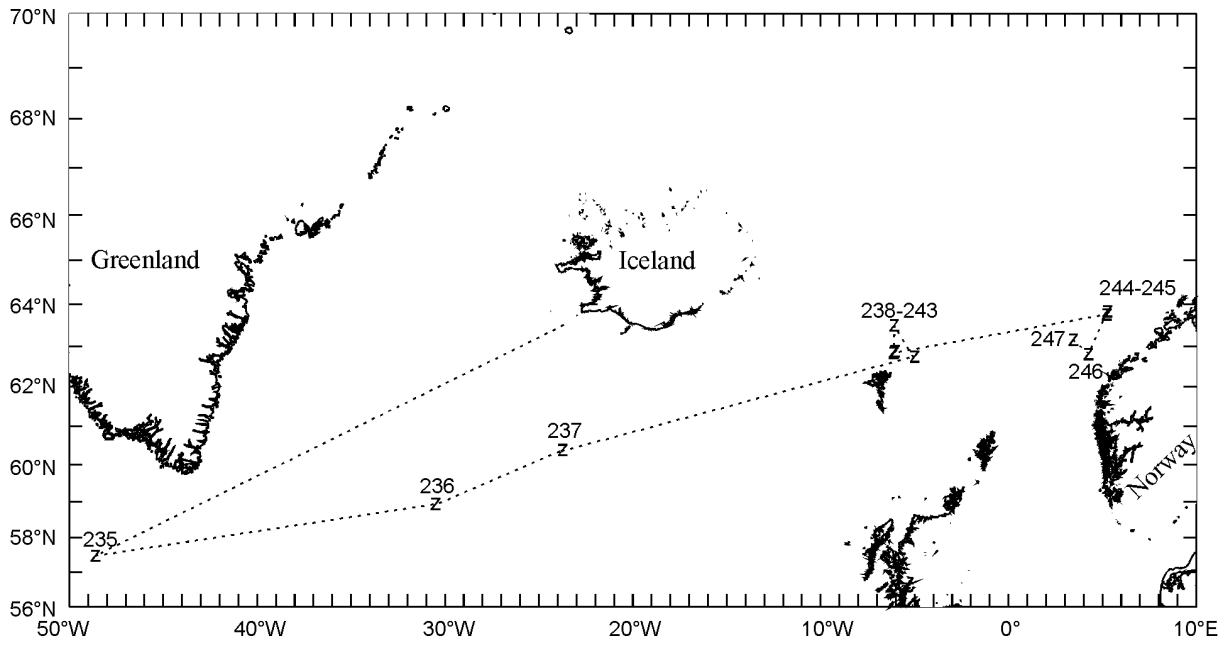 70°N
68°N
66°N
Greenland
Iceland
64°N
244-245
238-243
247
z
z
z
z
z
z
62°N
246
237
z
60°N
Norway
236
z
58°N
235
z
56°N
50°W
40°W
30°W
20°W
10°W
0°
10°E